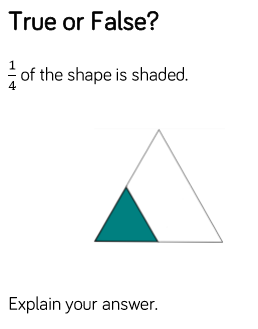 True or False?
1/4 of the shape is shaded.
Explain your answer.